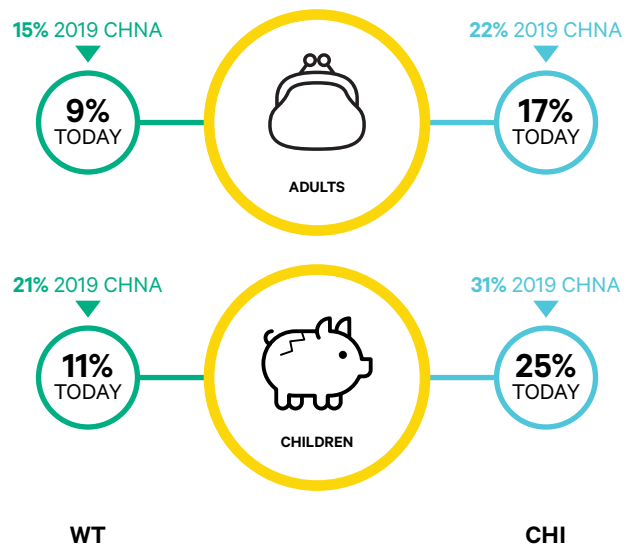 15% 2019 CHNA
22% 2019 CHNA
9%
TODAY
17%
TODAY
ADULTS
21% 2019 CHNA
31% 2019 CHNA
11%
TODAY
25%
TODAY
CHILDREN
WT
CHI